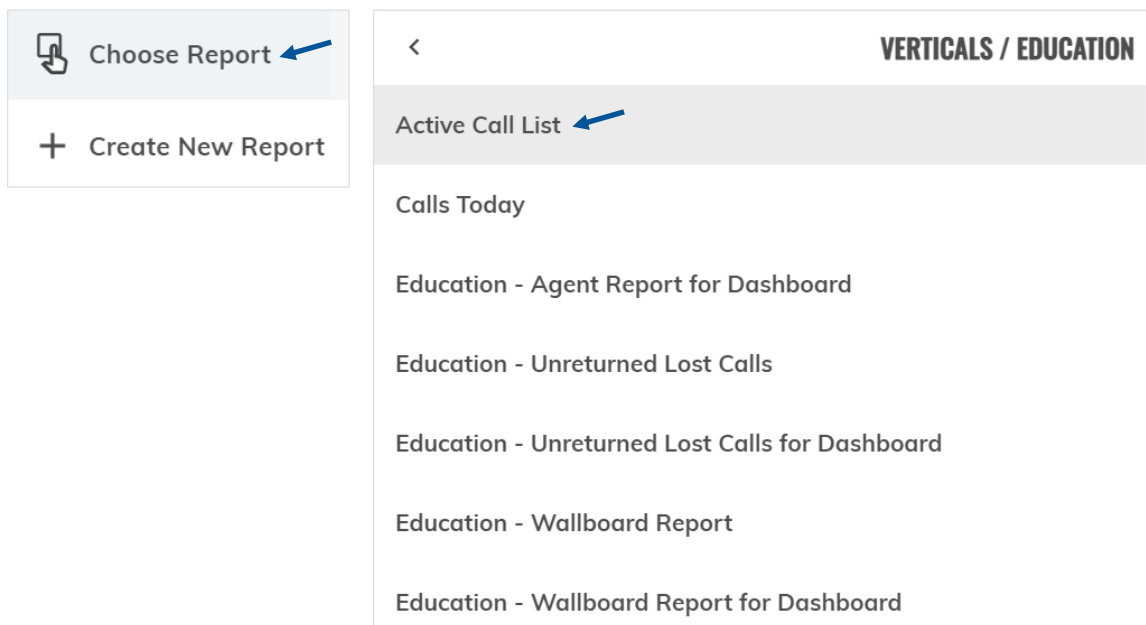 Choose Report
Create New Report
VERTICALS / EDUCATION
Active Call List
Calls Today
Education - Agent Report for Dashboard
Education - Unreturned Lost Calls
Education - Unreturned Lost Calls for Dashboard
Education - Wallboard Report
Education - Wallboard Report for Dashboard